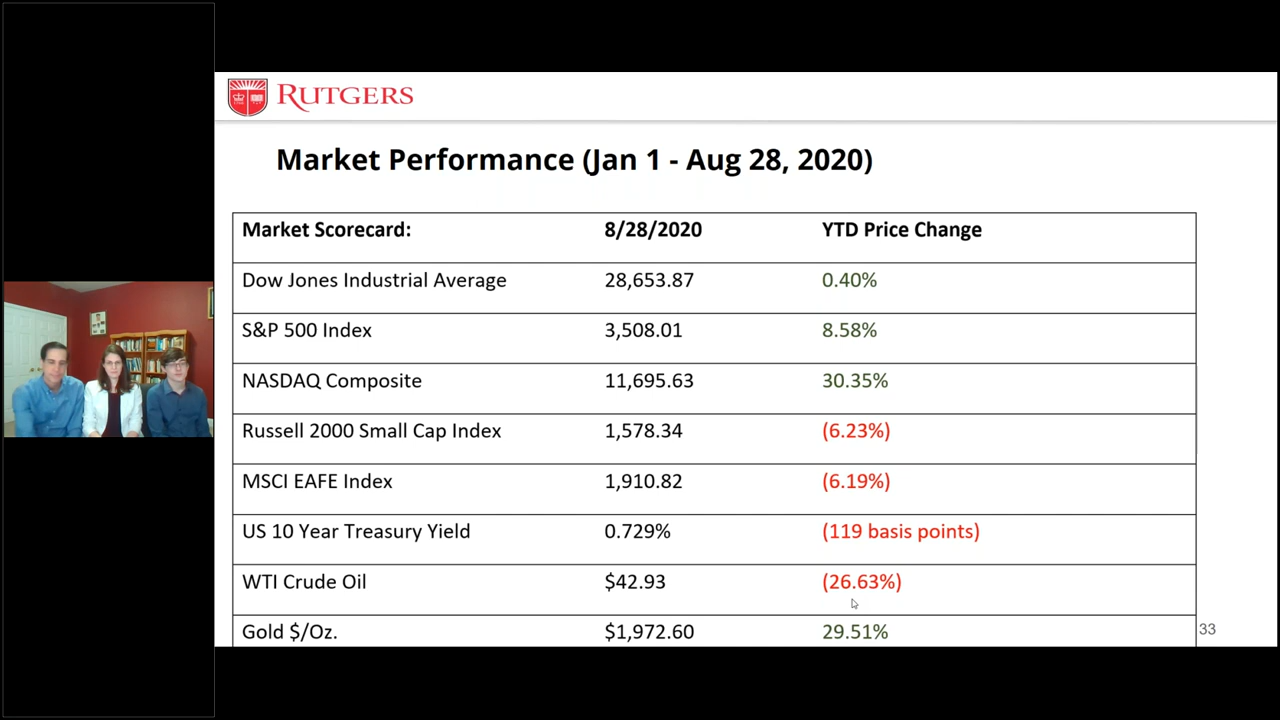 RUTGERS
Market Performance (Jan 1 - Aug 28, 2020)
Market Scorecard: 8/28/2020 YTD Price Change
Dow Jones Industrial Average 28,653.87 0.40%
S&P 500 Index 3,508.01 8.58%
NASDAQ Composite 11,695.63 30.35%
Russell 2000 Small Cap Index 1,578.34 (6.23%)
MSCI EAFE Index 1,910.82 (6.19%)
US 10 Year Treasury Yield 0.729% (119 basis points)
WTI Crude Oil $42.93 (26.63%)
Gold $/Oz. $1,972.60 29.51%
33